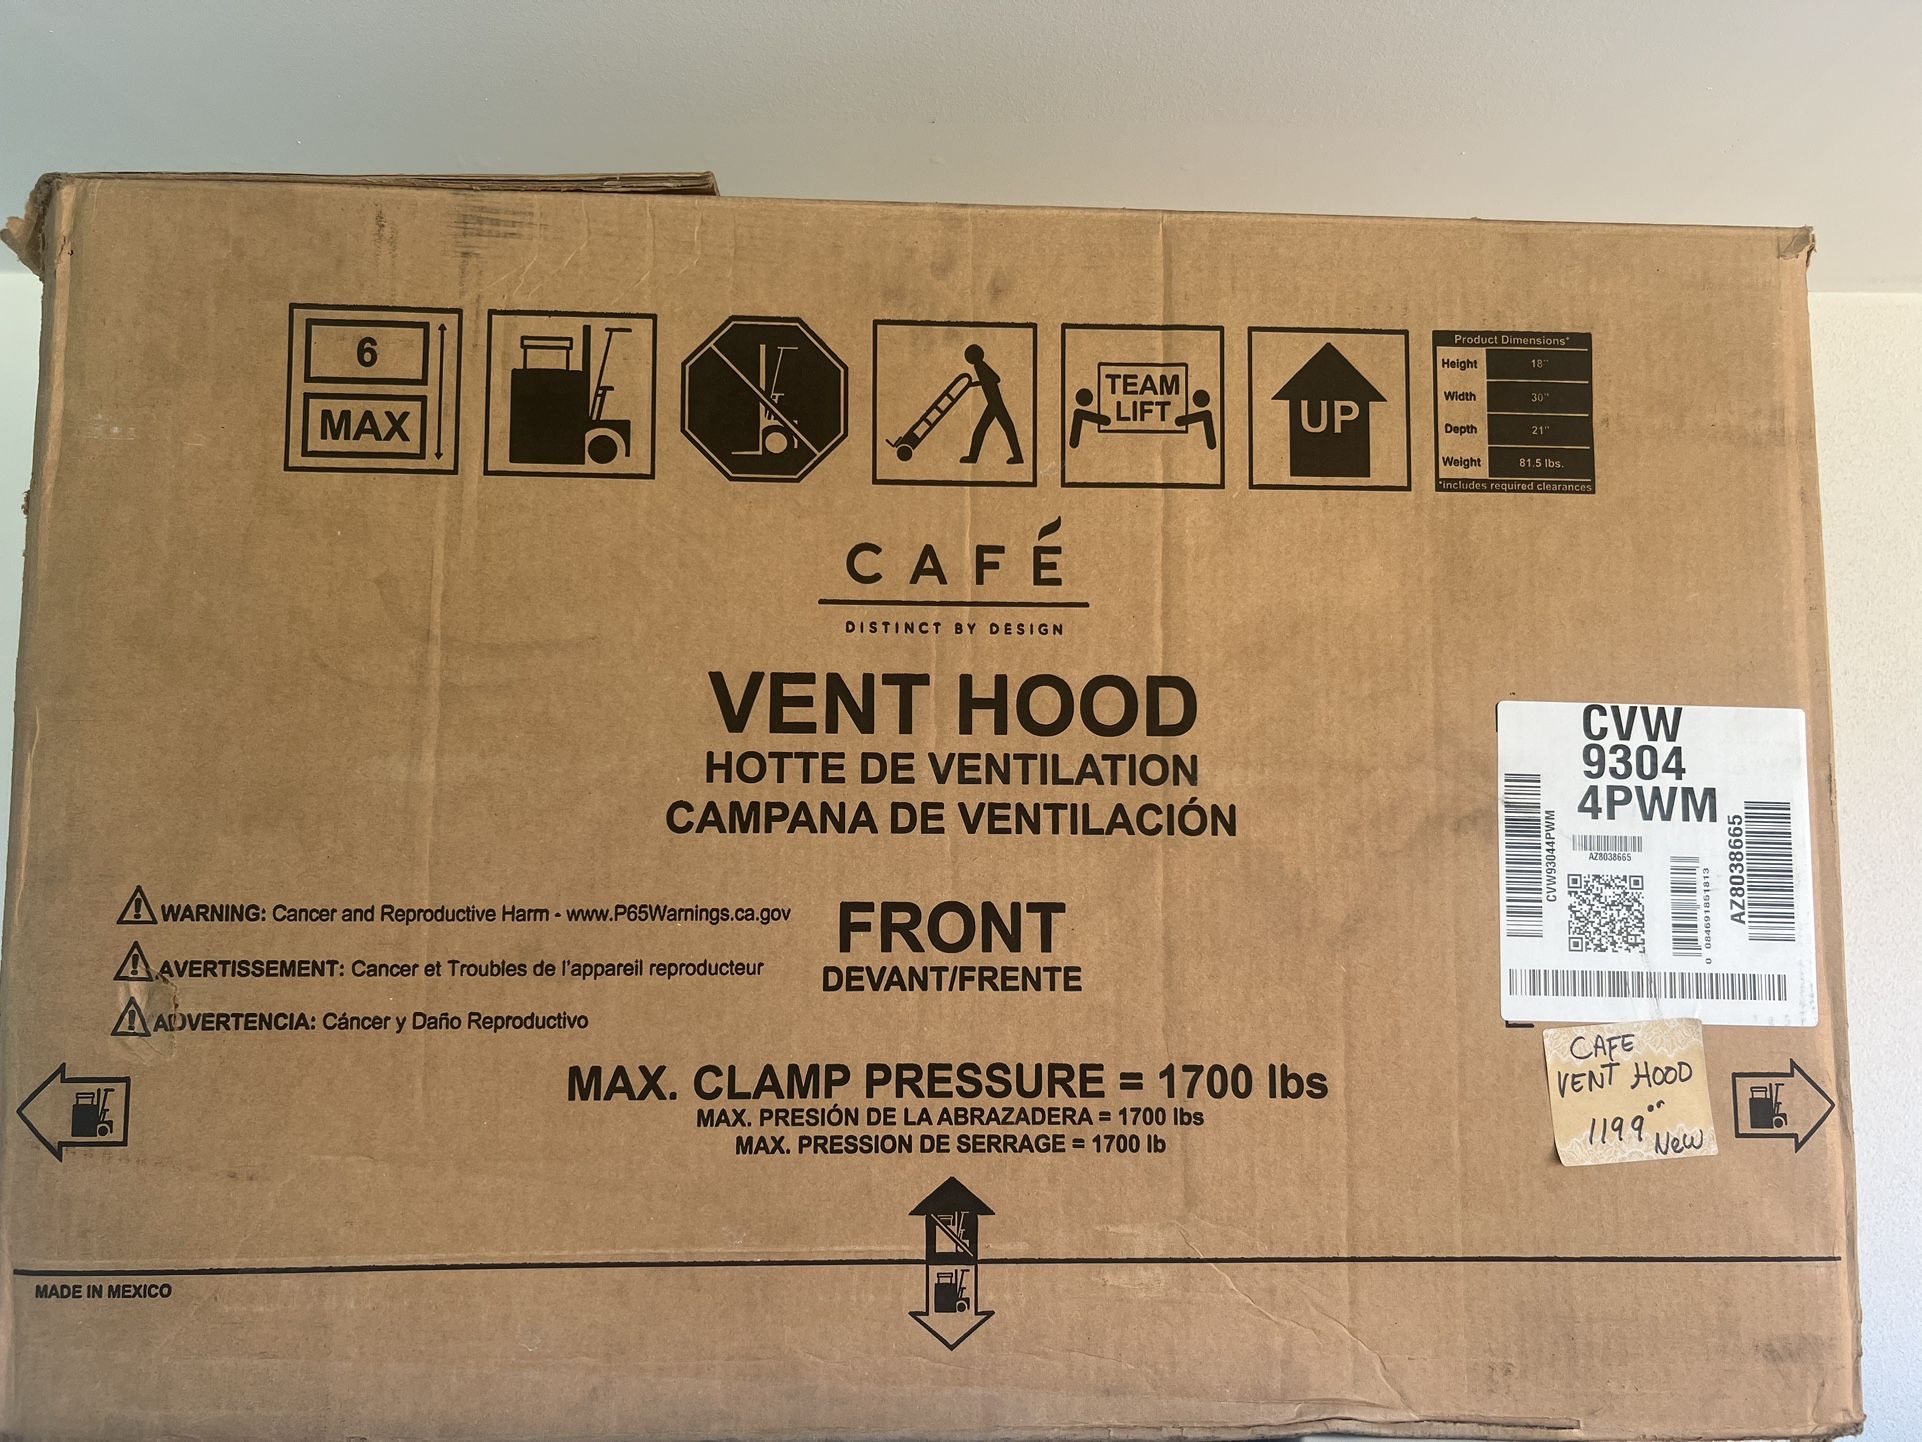 6
MAX
TEAM
LIFT
UP
Product Dimensions*
Height 18"
Width 30"
Depth 21"
Weight 81.5 lbs.
*includes required clearances
CAFÉ
DISTINCT BY DESIGN
VENT HOOD
HOTTE DE VENTILATION
CAMPANA DE VENTILACIÓN
CVW
9304
4PWM
CVW93044PWM
AZ8038665
0 084691851813
AZ8038665
WARNING: Cancer and Reproductive Harm - www.P65Warnings.ca.gov
AVERTISSEMENT: Cancer et Troubles de l'appareil reproducteur
ADVERTENCIA: Cáncer y Daño Reproductivo
FRONT
DEVANT/FRENTE
CAFE
VENT HOOD
1199.00
New
MAX. CLAMP PRESSURE = 1700 lbs
MAX. PRESIÓN DE LA ABRAZADERA = 1700 lbs
MAX. PRESSION DE SERRAGE = 1700 lb
MADE IN MEXICO